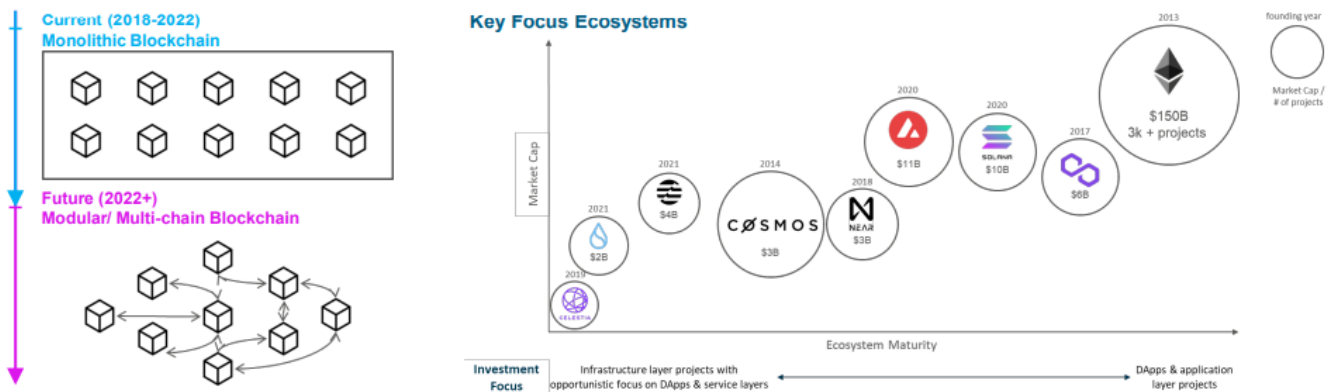 Current (2018-2022)
Monolithic Blockchain
Future (2022+)
Modular/ Multi-chain Blockchain
Key Focus Ecosystems
Market Cap
2019
CELESTIA
2021
$2B
2021
$4B
2014
COSMOS
$3B
2018
NEAR
$3B
2020
$11B
2020
SOLANA
$10B
2017
$6B
2013
$150B
3k + projects
founding year
Market Cap /
# of projects
Ecosystem Maturity
Investment
Focus
Infrastructure layer projects with
opportunistic focus on DApps & service layers
DApps & application
layer projects